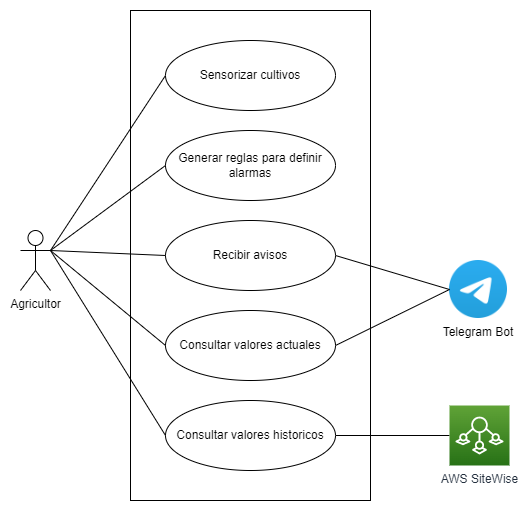 Sensorizar cultivos
Generar reglas para definir
alarmas
Recibir avisos
Agricultor
Telegram Bot
Consultar valores actuales
Consultar valores historicos
AWS SiteWise